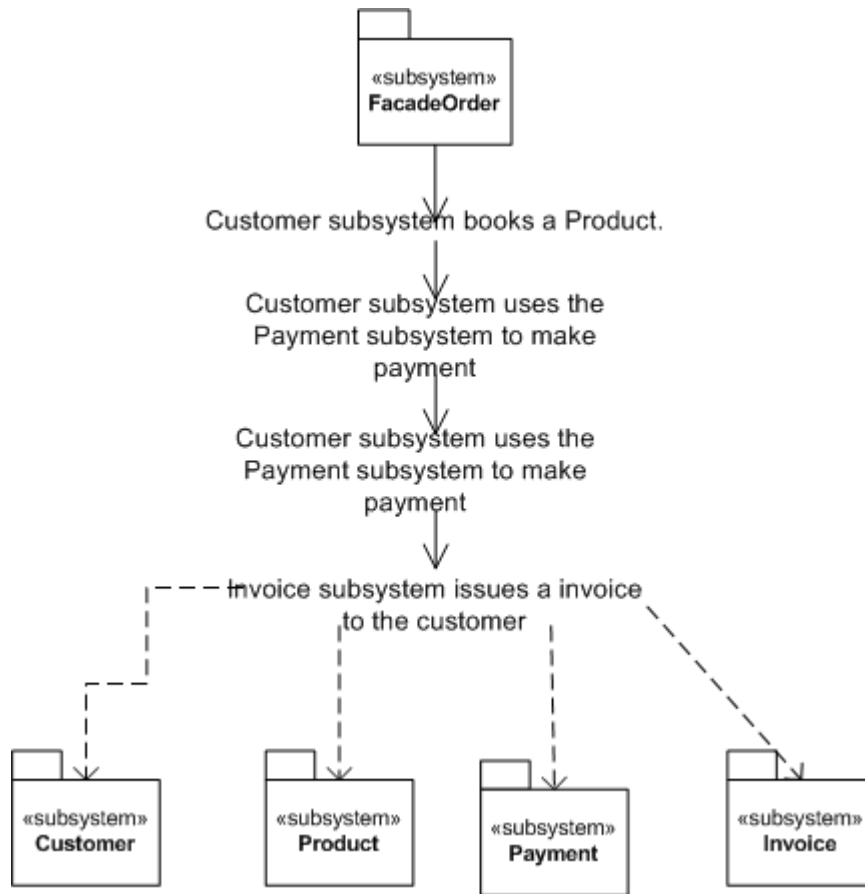 «subsystem»
FacadeOrder
Customer subsystem books a Product.
Customer subsystem uses the
Payment subsystem to make
payment
Customer subsystem uses the
Payment subsystem to make
payment
Invoice subsystem issues a invoice
to the customer
«subsystem»
Customer
«subsystem»
Product
«subsystem»
Payment
«subsystem»
Invoice